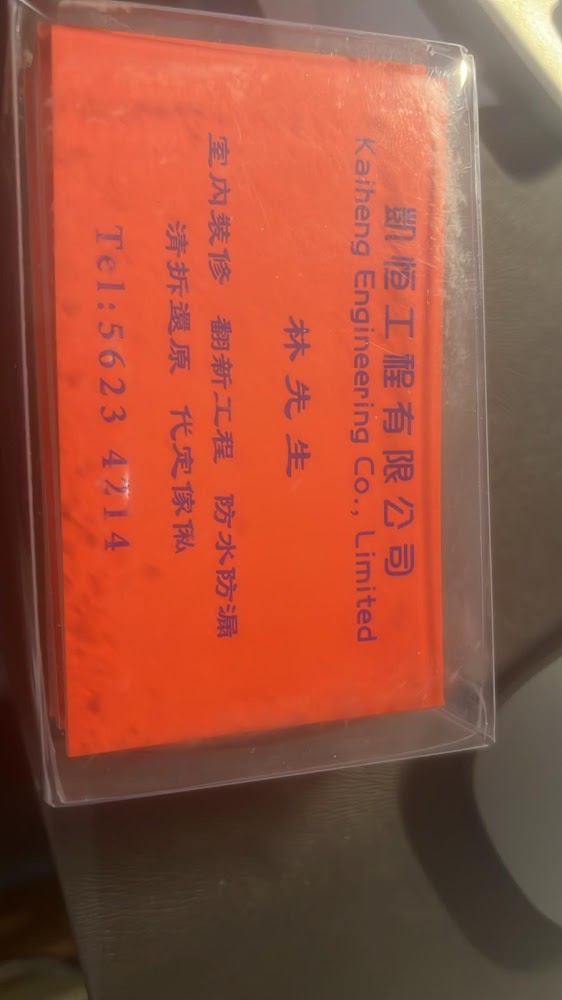 凱恒工程有限公司
Kaiheng Engineering Co., Limited
林先生
室內裝修 翻新工程 防水防漏
清拆還原 代定傢俬
Tel:5623 4214